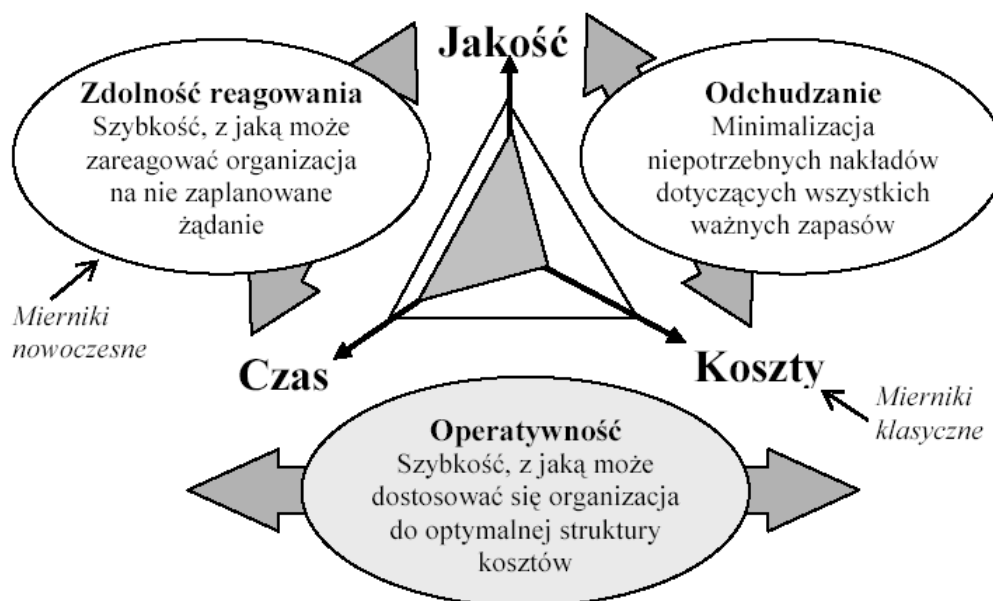 Jakość
Zdolność reagowania
Szybkość, z jaką może
zareagować organizacja
na nie zaplanowane
żądanie
Odchudzanie
Minimalizacja
niepotrzebnych nakładów
dotyczących wszystkich
ważnych zapasów
Mierniki
nowoczesne
Czas
Koszty
Mierniki
klasyczne
Operatywność
Szybkość, z jaką może
dostosować się organizacja
do optymalnej struktury
kosztów